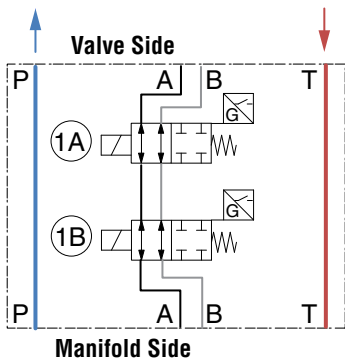 Valve Side
P A B T
G
1A
G
1B
P A B T
Manifold Side